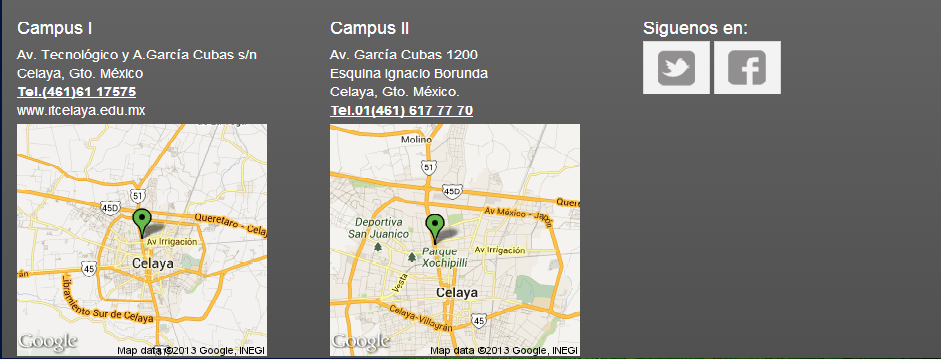 Campus I
Av. Tecnológico y A.García Cubas s/n
Celaya, Gto. México
Tel.(461)61 17575
www.itcelaya.edu.mx
51
45D
Queretaro - Celay
Av Irrigación
Celaya
45
Libramiento Sur de Celaya
Google
Map data ©2013 Google, INEGI
Campus II
Av. García Cubas 1200
Esquina Ignacio Borunda
Celaya, Gto. México.
Tel.01(461) 617 77 70
Molino
51
45D
Quere
Av México - Japón
Deportiva
San Juanico
Parque
Xochipilli
Av Irrigación
Vesta
Celaya
Celaya-Villagrán
45
Google
Map data ©2013 Google, INEGI
Siguenos en: